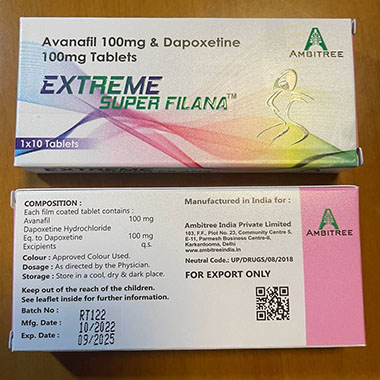 Avanafil 100mg & Dapoxetine
100mg Tablets
EXTREME
SUPER FILANA™
1x10 Tablets
AMBITREE
COMPOSITION :
Each film coated tablet contains :
Avanafil 100 mg
Dapoxetine Hydrochloride
Eq. to Dapoxetine 100 mg
Excipients q.s.
Colour : Approved Colour Used.
Dosage : As directed by the Physician.
Storage : Store in a cool, dry & dark place.
Keep out of the reach of the children.
See leaflet inside for further information.
Batch No : RT122
Mfg. Date : 10/2022
Exp. Date : 09/2025
Manufactured in India for :
Ambitree India Private Limited
103, F.F., Plot No. 23, Community Centre 5,
E-11, Parmesh Business Centre-II,
Karkardooma, Delhi
www.ambitreeindia.in
Neutral Code.: UP/DRUGS/08/2018
FOR EXPORT ONLY
AMBITREE